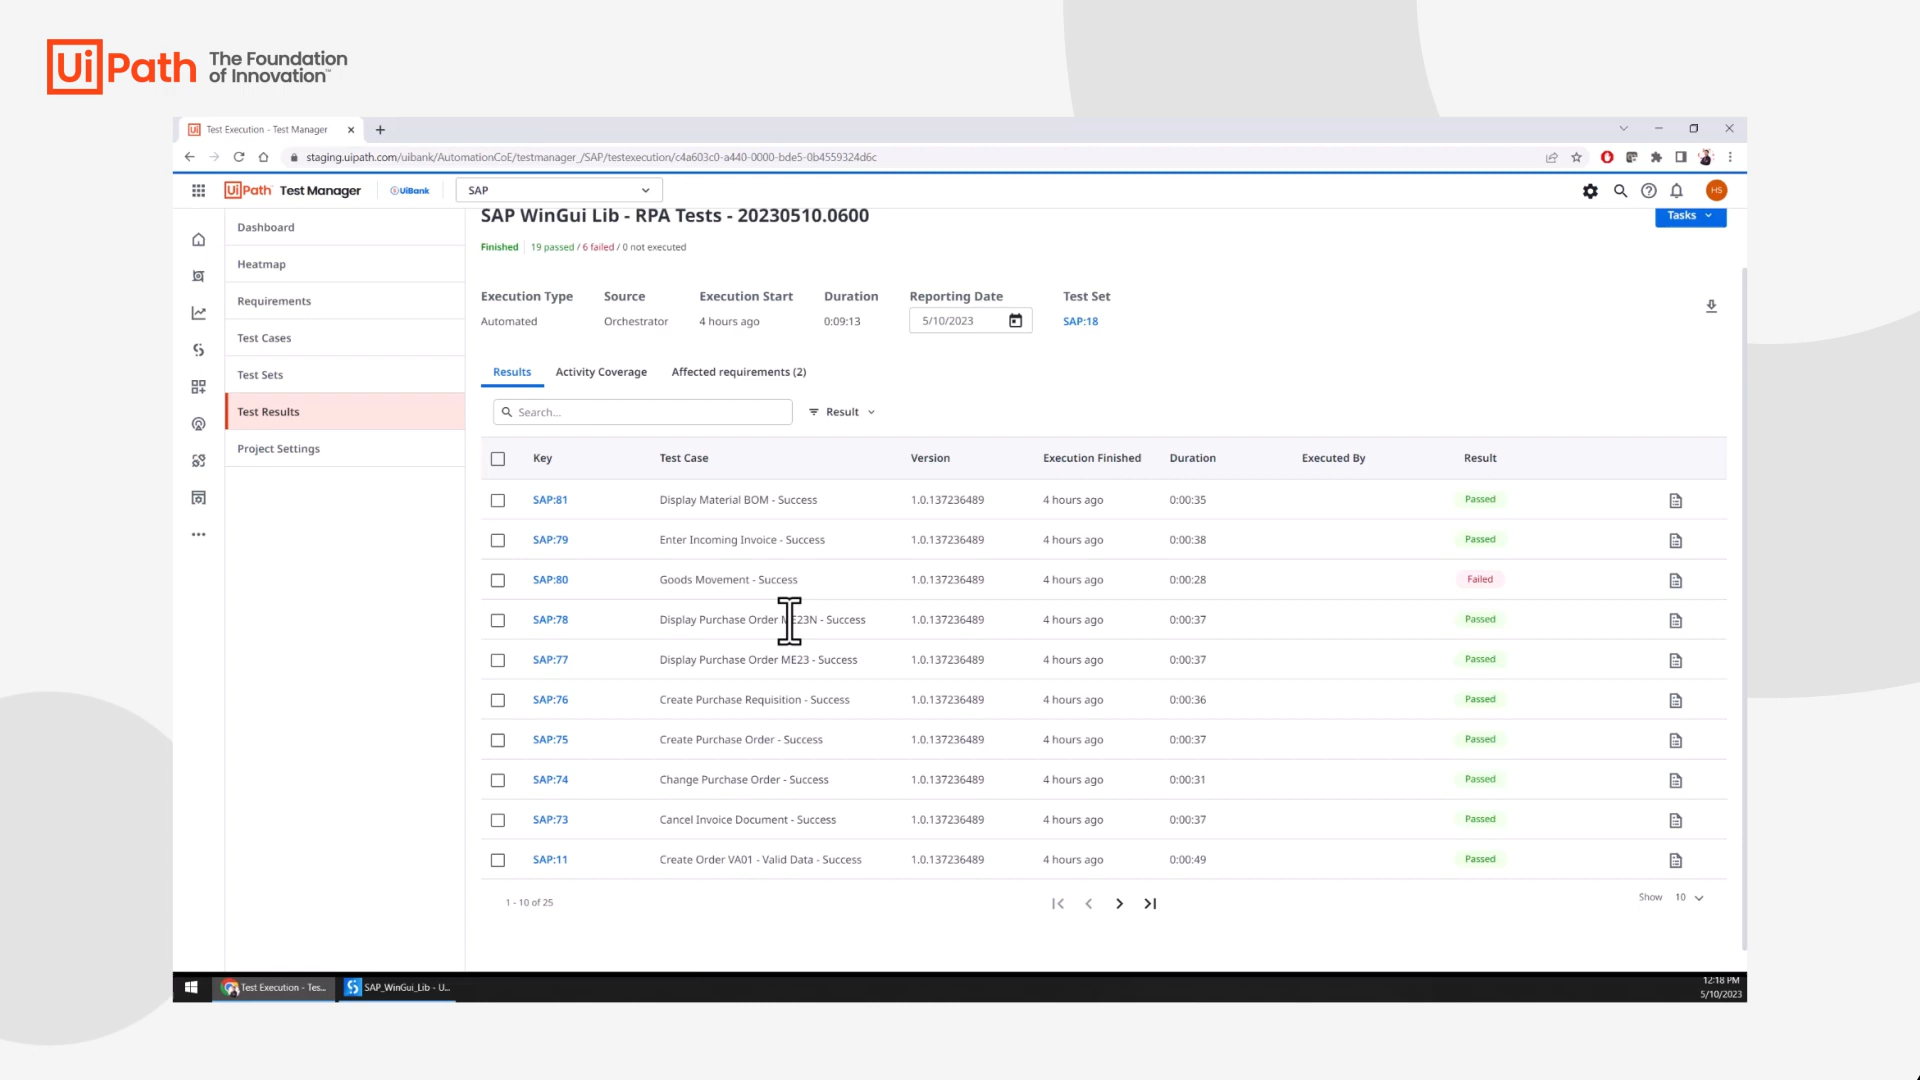 UiPath The Foundation of Innovation™
Test Execution - Test Manager
staging.uipath.com/uibank/AutomationCoE/testmanager_/SAP/testexecution/c4a603c0-a440-0000-bde5-0b4559324d6c
UiPath Test Manager UiBank SAP HS
SAP WinGui Lib - RPA Tests - 20230510.0600 Tasks
Finished 19 passed / 6 failed / 0 not executed
Dashboard
Heatmap
Requirements
Test Cases
Test Sets
Test Results
Project Settings
Execution Type Source Execution Start Duration Reporting Date Test Set
Automated Orchestrator 4 hours ago 0:09:13 5/10/2023 SAP:18
Results Activity Coverage Affected requirements (2)
Search... Result
Key Test Case Version Execution Finished Duration Executed By Result
SAP:81 Display Material BOM - Success 1.0.137236489 4 hours ago 0:00:35 Passed
SAP:79 Enter Incoming Invoice - Success 1.0.137236489 4 hours ago 0:00:38 Passed
SAP:80 Goods Movement - Success 1.0.137236489 4 hours ago 0:00:28 Failed
SAP:78 Display Purchase Order ME23N - Success 1.0.137236489 4 hours ago 0:00:37 Passed
SAP:77 Display Purchase Order ME23 - Success 1.0.137236489 4 hours ago 0:00:37 Passed
SAP:76 Create Purchase Requisition - Success 1.0.137236489 4 hours ago 0:00:36 Passed
SAP:75 Create Purchase Order - Success 1.0.137236489 4 hours ago 0:00:37 Passed
SAP:74 Change Purchase Order - Success 1.0.137236489 4 hours ago 0:00:31 Passed
SAP:73 Cancel Invoice Document - Success 1.0.137236489 4 hours ago 0:00:37 Passed
SAP:11 Create Order VA01 - Valid Data - Success 1.0.137236489 4 hours ago 0:00:49 Passed
1 - 10 of 25 Show 10
Test Execution - Tes... SAP_WinGui_Lib - U... 12:18 PM
5/10/2023